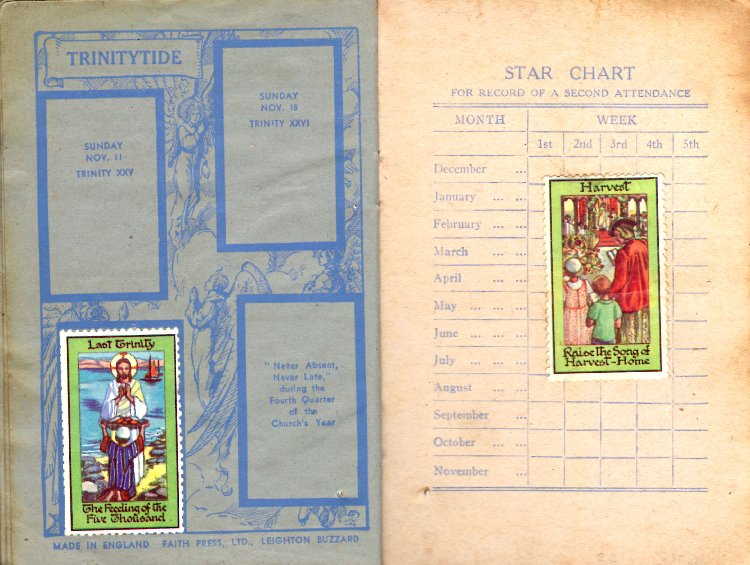 TRINITYTIDE
SUNDAY
NOV. 11
TRINITY XXV
SUNDAY
NOV. 18
TRINITY XXVI
Last Trinity
The Feeding of the
Five Thousand
"Never Absent,
Never Late,"
during the
Fourth Quarter
of the
Church's Year
MADE IN ENGLAND · FAITH PRESS, LTD., LEIGHTON BUZZARD
STAR CHART
FOR RECORD OF A SECOND ATTENDANCE
MONTH WEEK
1st 2nd 3rd 4th 5th
December ...
January ... ...
February ... ...
March ... ...
April ... ...
May ... ... ...
June ... ... ...
July ... ...
August ... ...
September ...
October ... ...
November ...
Harvest
Raise the Song of
Harvest-Home